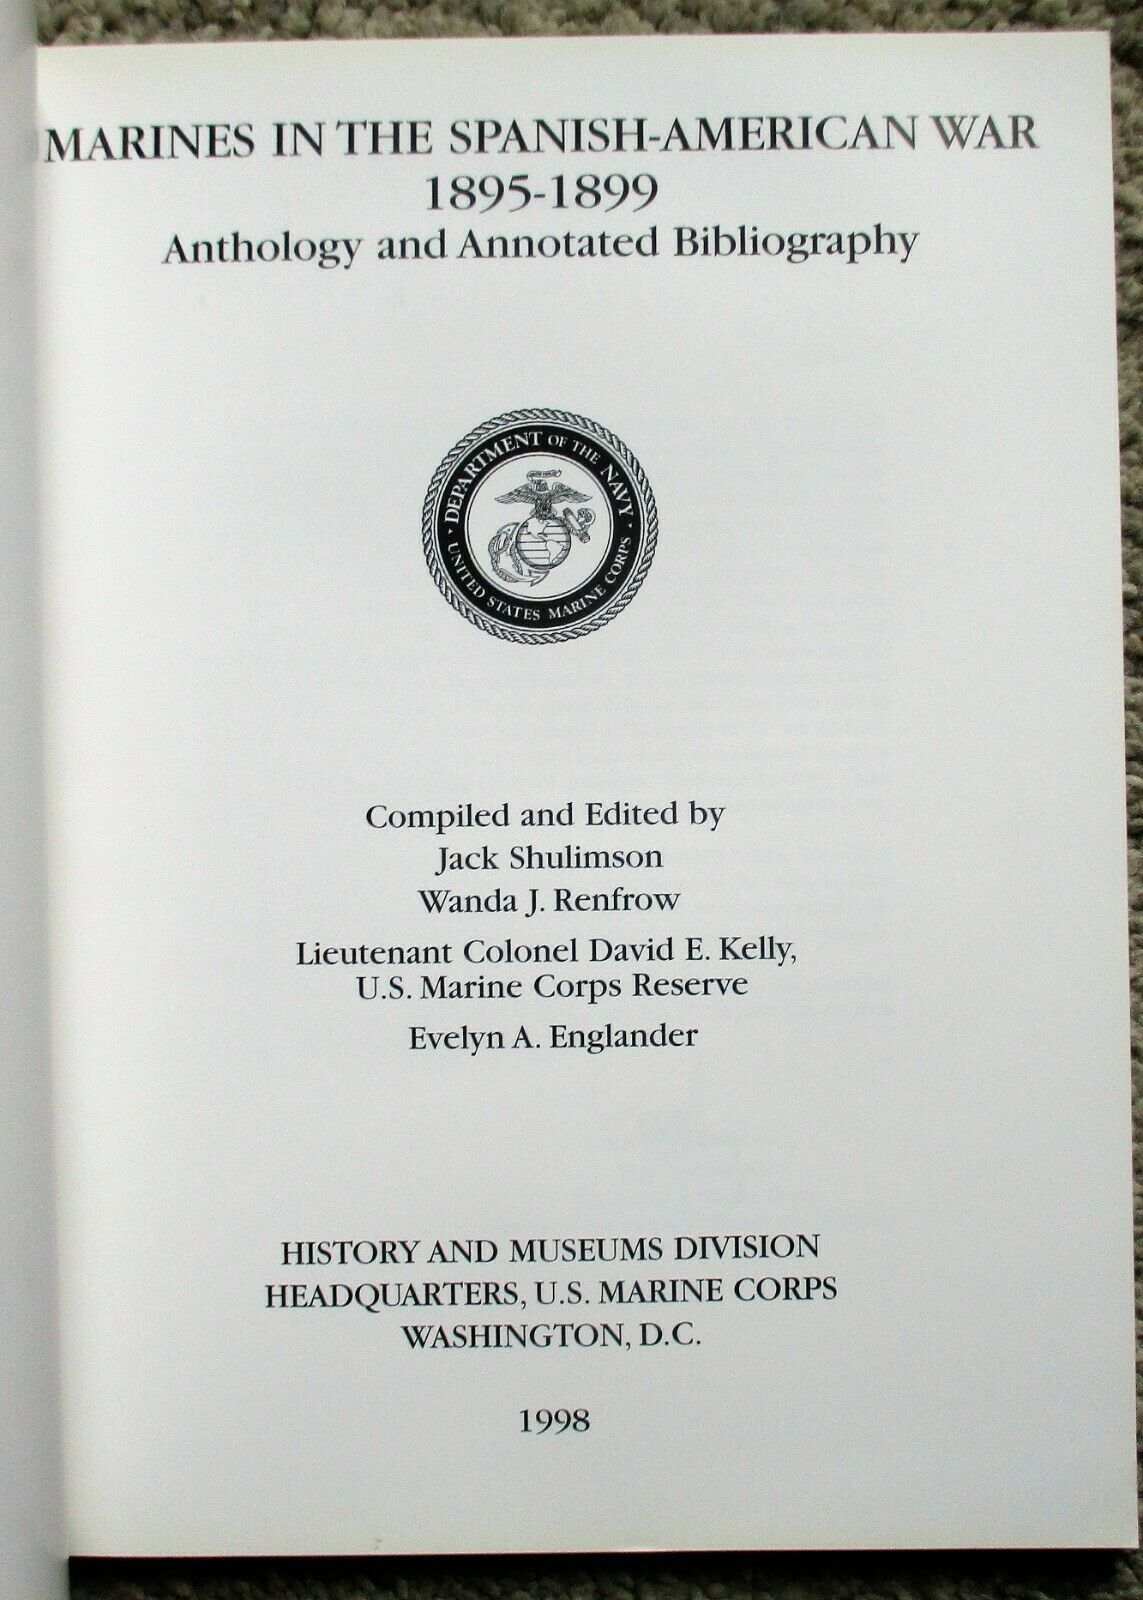 MARINES IN THE SPANISH-AMERICAN WAR
1895-1899
Anthology and Annotated Bibliography
DEPARTMENT OF THE NAVY
UNITED STATES MARINE CORPS
Compiled and Edited by
Jack Shulimson
Wanda J. Renfrow
Lieutenant Colonel David E. Kelly,
U.S. Marine Corps Reserve
Evelyn A. Englander
HISTORY AND MUSEUMS DIVISION
HEADQUARTERS, U.S. MARINE CORPS
WASHINGTON, D.C.
1998